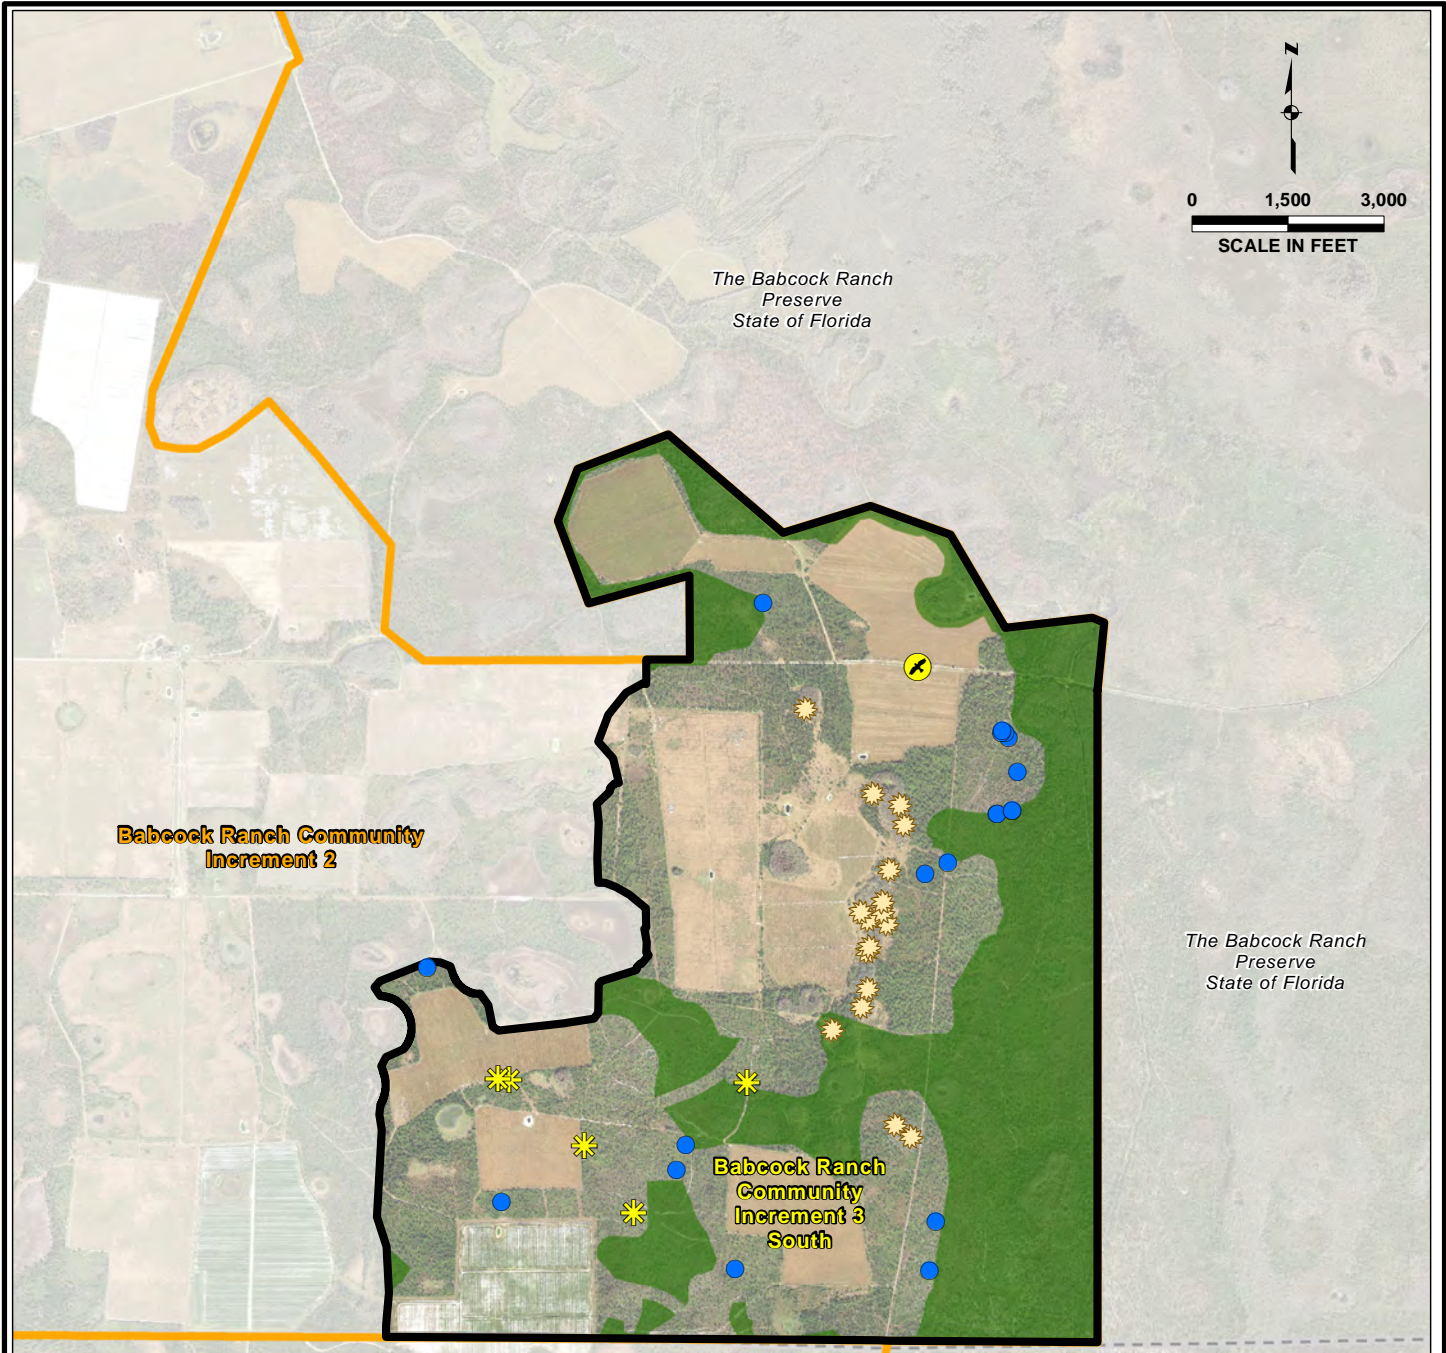 N
0 1,500 3,000
SCALE IN FEET
The Babcock Ranch
Preserve
State of Florida
Babcock Ranch Community
Increment 2
The Babcock Ranch
Preserve
State of Florida
Babcock Ranch
Community
Increment 3
South